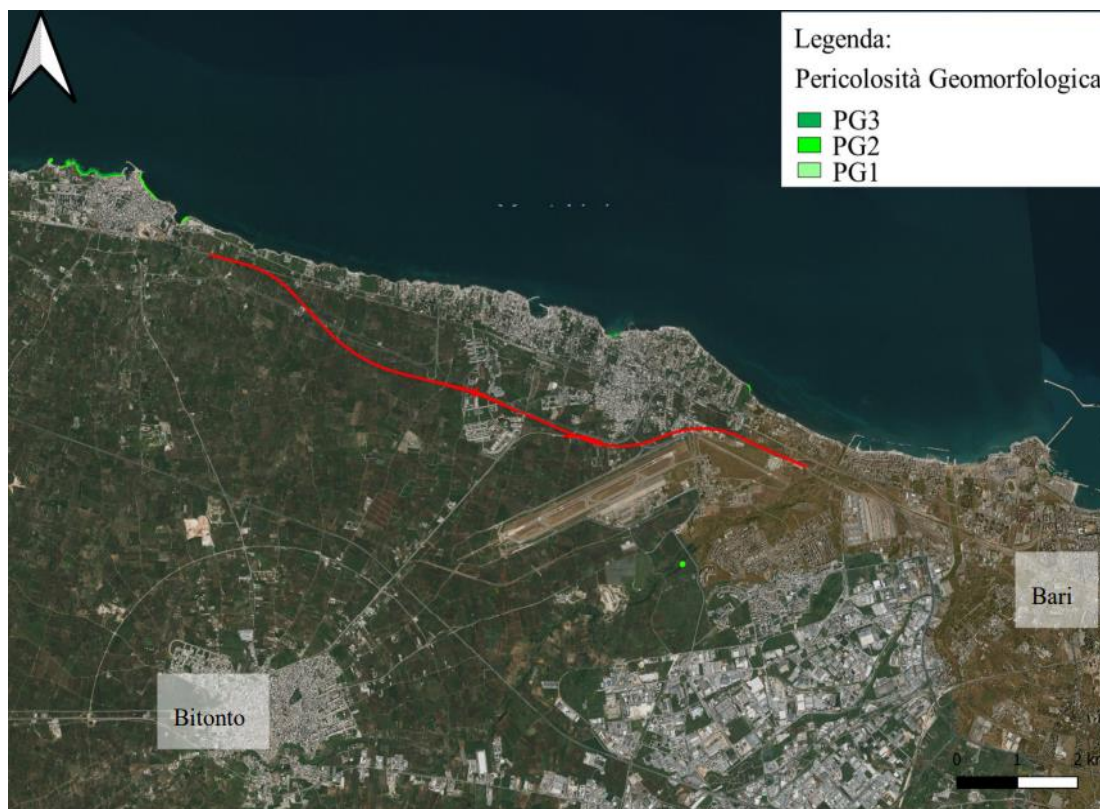 Legenda:
Pericolosità Geomorfologica
PG3
PG2
PG1
Bari
Bitonto
0 1 2 km